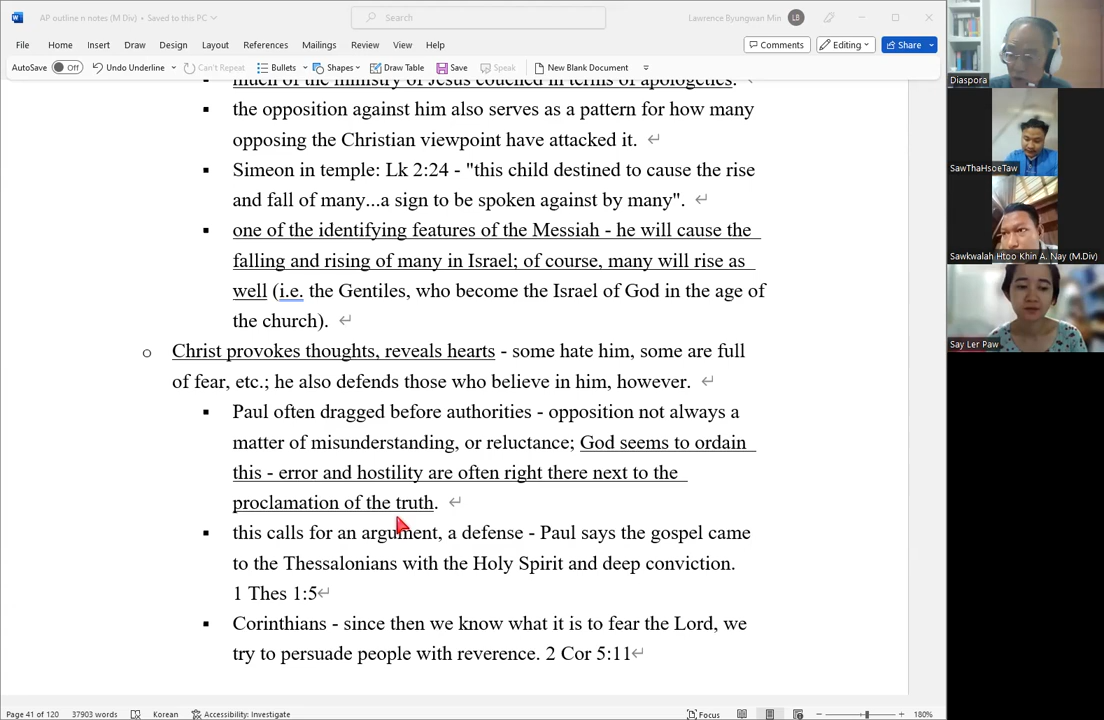 AP outline n notes (M Div) • Saved to this PC
Search
Lawrence Byungwan Min
LB
File Home Insert Draw Design Layout References Mailings Review View Help
Comments Editing Share
AutoSave Off Undo Underline Can't Repeat Bullets Shapes Draw Table Save Speak New Blank Document
much of the ministry of Jesus couched in terms of apologetics.
▪ the opposition against him also serves as a pattern for how many
opposing the Christian viewpoint have attacked it.
▪ Simeon in temple: Lk 2:24 - "this child destined to cause the rise
and fall of many...a sign to be spoken against by many".
▪ one of the identifying features of the Messiah - he will cause the
falling and rising of many in Israel; of course, many will rise as
well (i.e. the Gentiles, who become the Israel of God in the age of
the church).
o Christ provokes thoughts, reveals hearts - some hate him, some are full
of fear, etc.; he also defends those who believe in him, however.
▪ Paul often dragged before authorities - opposition not always a
matter of misunderstanding, or reluctance; God seems to ordain
this - error and hostility are often right there next to the
proclamation of the truth.
▪ this calls for an argument, a defense - Paul says the gospel came
to the Thessalonians with the Holy Spirit and deep conviction.
1 Thes 1:5
▪ Corinthians - since then we know what it is to fear the Lord, we
try to persuade people with reverence. 2 Cor 5:11
Page 41 of 120 37903 words Korean Accessibility: Investigate Focus 180%
Diaspora
SawThaHsoeTaw
Sawkwalah Htoo Khin A. Nay (M.Div)
Say Ler Paw